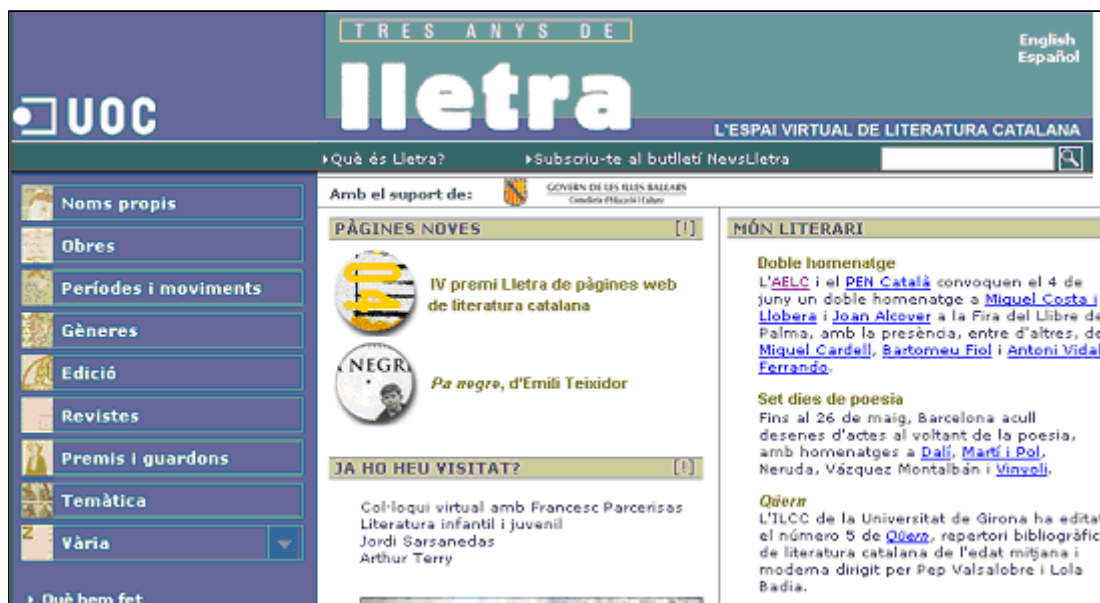 TRES ANYS DE
lletra
English
Español
UOC
L'ESPAI VIRTUAL DE LITERATURA CATALANA
Què és Lletra?
Subscriu-te al butlletí NewsLletra
Noms propis
Obres
Períodes i moviments
Gèneres
Edició
Revistes
Premis i guardons
Temàtica
Vària
Què hem fet
Amb el suport de:
GOVERN DE LES ILLES BALEARS
Conselleria d'Educació i Cultura
PÀGINES NOVES [!]
IV premi Lletra de pàgines web
de literatura catalana
NEGR
Pa negre, d'Emili Teixidor
JA HO HEU VISITAT? [!]
Col·loqui virtual amb Francesc Parcerisas
Literatura infantil i juvenil
Jordi Sarsanedas
Arthur Terry
MÓN LITERARI
Doble homenatge
L'AELC i el PEN Català convoquen el 4 de
juny un doble homenatge a Miquel Costa i
Llobera i Joan Alcover a la Fira del Llibre de
Palma, amb la presència, entre d'altres, de
Miquel Cardell, Bartomeu Fiol i Antoni Vidal
Ferrando.
Set dies de poesia
Fins al 26 de maig, Barcelona acull
desenes d'actes al voltant de la poesia,
amb homenatges a Dalí, Martí i Pol,
Neruda, Vázquez Montalbán i Vinyoli.
Qüern
L'ILCC de la Universitat de Girona ha editat
el número 5 de Qüern, repertori bibliogràfic
de literatura catalana de l'edat mitjana i
moderna dirigit per Pep Valsalobre i Lola
Badia.